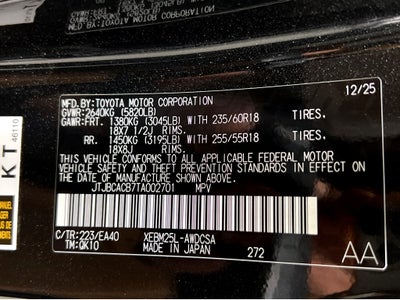 12/25
MFD.BY:TOYOTA MOTOR CORPORATION
GVWR:2640KG (5820LB)
GAWR:FRT. 1380KG (3045LB) WITH 235/60R18 TIRES,
18X7 1/2J RIMS.
RR. 1450KG (3195LB) WITH 255/55R18 TIRES,
18X8J RIMS.
THIS VEHICLE CONFORMS TO ALL APPLICABLE FEDERAL MOTOR
VEHICLE SAFETY AND THEFT PREVENTION STANDARDS IN EFFECT
ON THE DATE OF MANUFACTURE SHOWN ABOVE.
JTJBCACB7TA002701 MPV
C/TR:223/EA40 XEBM25L-AWDCSA
TM:QK10 MADE IN JAPAN 272
AA
KT
46110